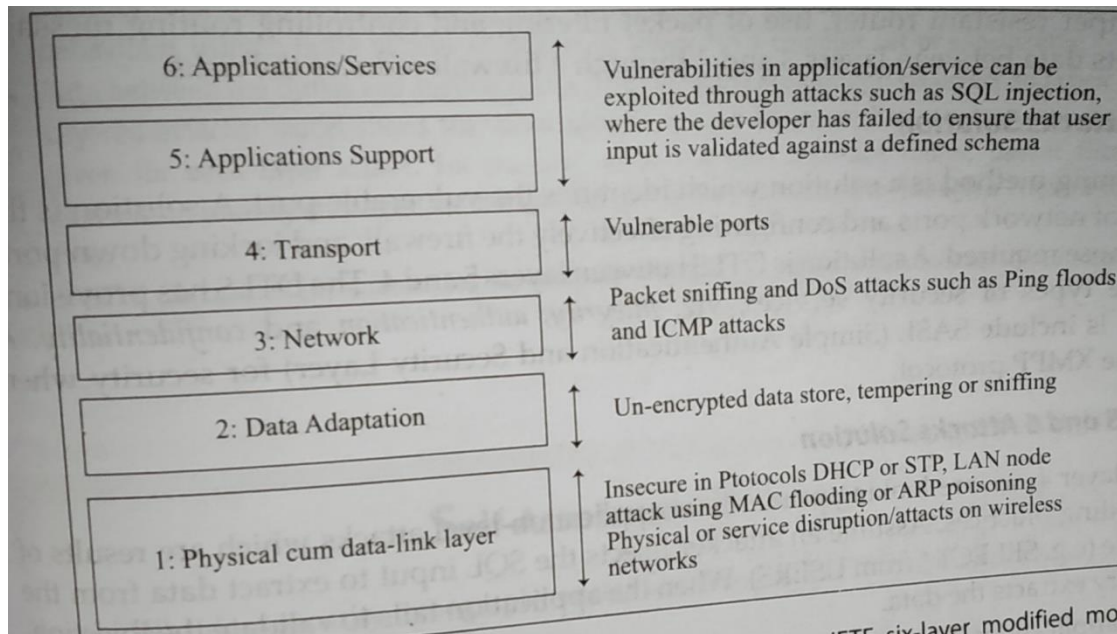 6: Applications/Services
5: Applications Support
Vulnerabilities in application/service can be
exploited through attacks such as SQL injection,
where the developer has failed to ensure that user
input is validated against a defined schema
4: Transport
Vulnerable ports
3: Network
Packet sniffing and DoS attacks such as Ping floods
and ICMP attacks
2: Data Adaptation
Un-encrypted data store, tempering or sniffing
1: Physical cum data-link layer
Insecure in Ptotocols DHCP or STP, LAN node
attack using MAC flooding or ARP poisoning
Physical or service disruption/attacts on wireless
networks
six-layer modified